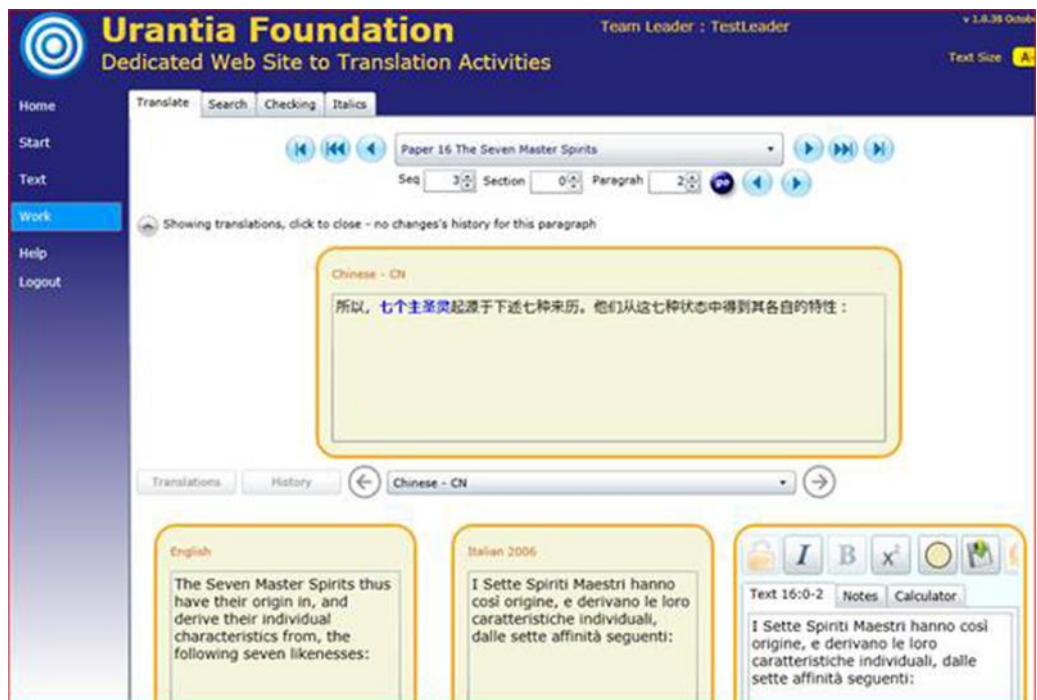 Urantia Foundation
Team Leader : TestLeader
v 1.8.38
Dedicated Web Site to Translation Activities
Text Size A-
Home
Translate Search Checking Italics
Start
Paper 16 The Seven Master Spirits
Text
Seq 3 Section 0 Paragrah 2 go
Work
Showing translations, click to close - no changes's history for this paragraph
Help
Logout
Chinese - CN
所以，七个主圣灵起源于下述七种来历。他们从这七种状态中得到其各自的特性：
Translations History Chinese - CN
English
The Seven Master Spirits thus
have their origin in, and
derive their individual
characteristics from, the
following seven likenesses:
Italian 2006
I Sette Spiriti Maestri hanno
così origine, e derivano le loro
caratteristiche individuali,
dalle sette affinità seguenti:
I B x²
Text 16:0-2 Notes Calculator
I Sette Spiriti Maestri hanno così
origine, e derivano le loro
caratteristiche individuali, dalle
sette affinità seguenti: